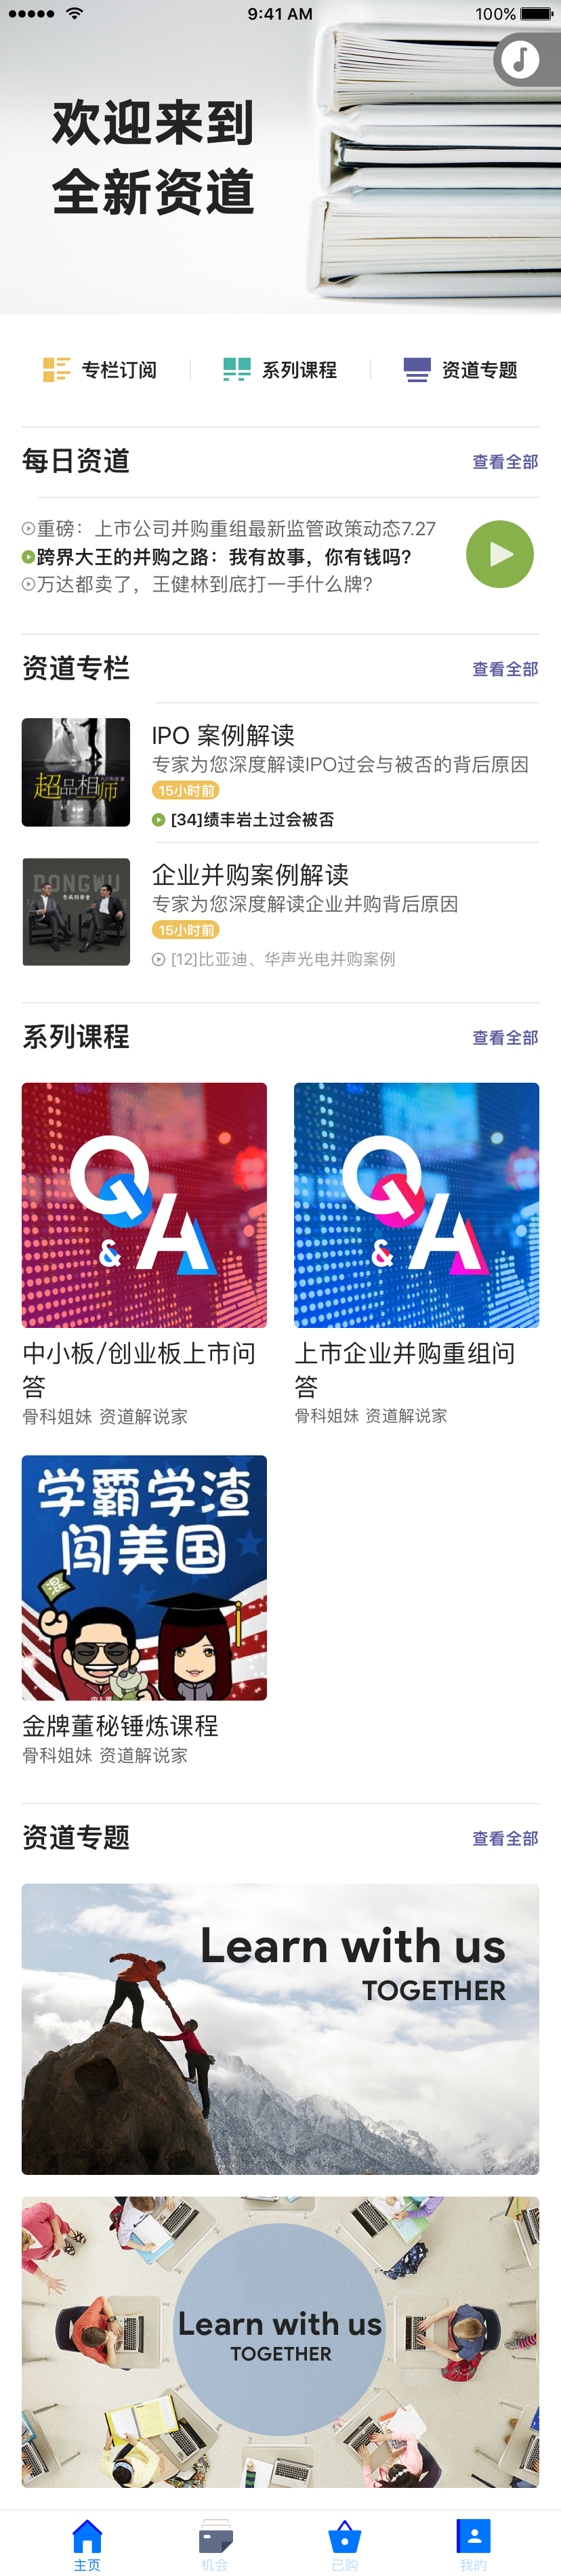 9:41 AM
100%
欢迎来到
全新资道
专栏订阅
系列课程
资道专题
每日资道
查看全部
重磅：上市公司并购重组最新监管政策动态7.27
跨界大王的并购之路：我有故事，你有钱吗?
万达都卖了，王健林到底打一手什么牌?
资道专栏
查看全部
超品相师
IPO 案例解读
专家为您深度解读IPO过会与被否的背后原因
15小时前
[34]绩丰岩土过会被否
DONGWU
企业并购案例解读
专家为您深度解读企业并购背后原因
15小时前
[12]比亚迪、华声光电并购案例
系列课程
查看全部
Q & A
Q & A
中小板/创业板上市问
答
骨科姐妹 资道解说家
上市企业并购重组问
答
骨科姐妹 资道解说家
学霸学渣
闯美国
混
金牌董秘锤炼课程
骨科姐妹 资道解说家
资道专题
查看全部
Learn with us
TOGETHER
Learn with us
TOGETHER
主页
机会
已购
我的